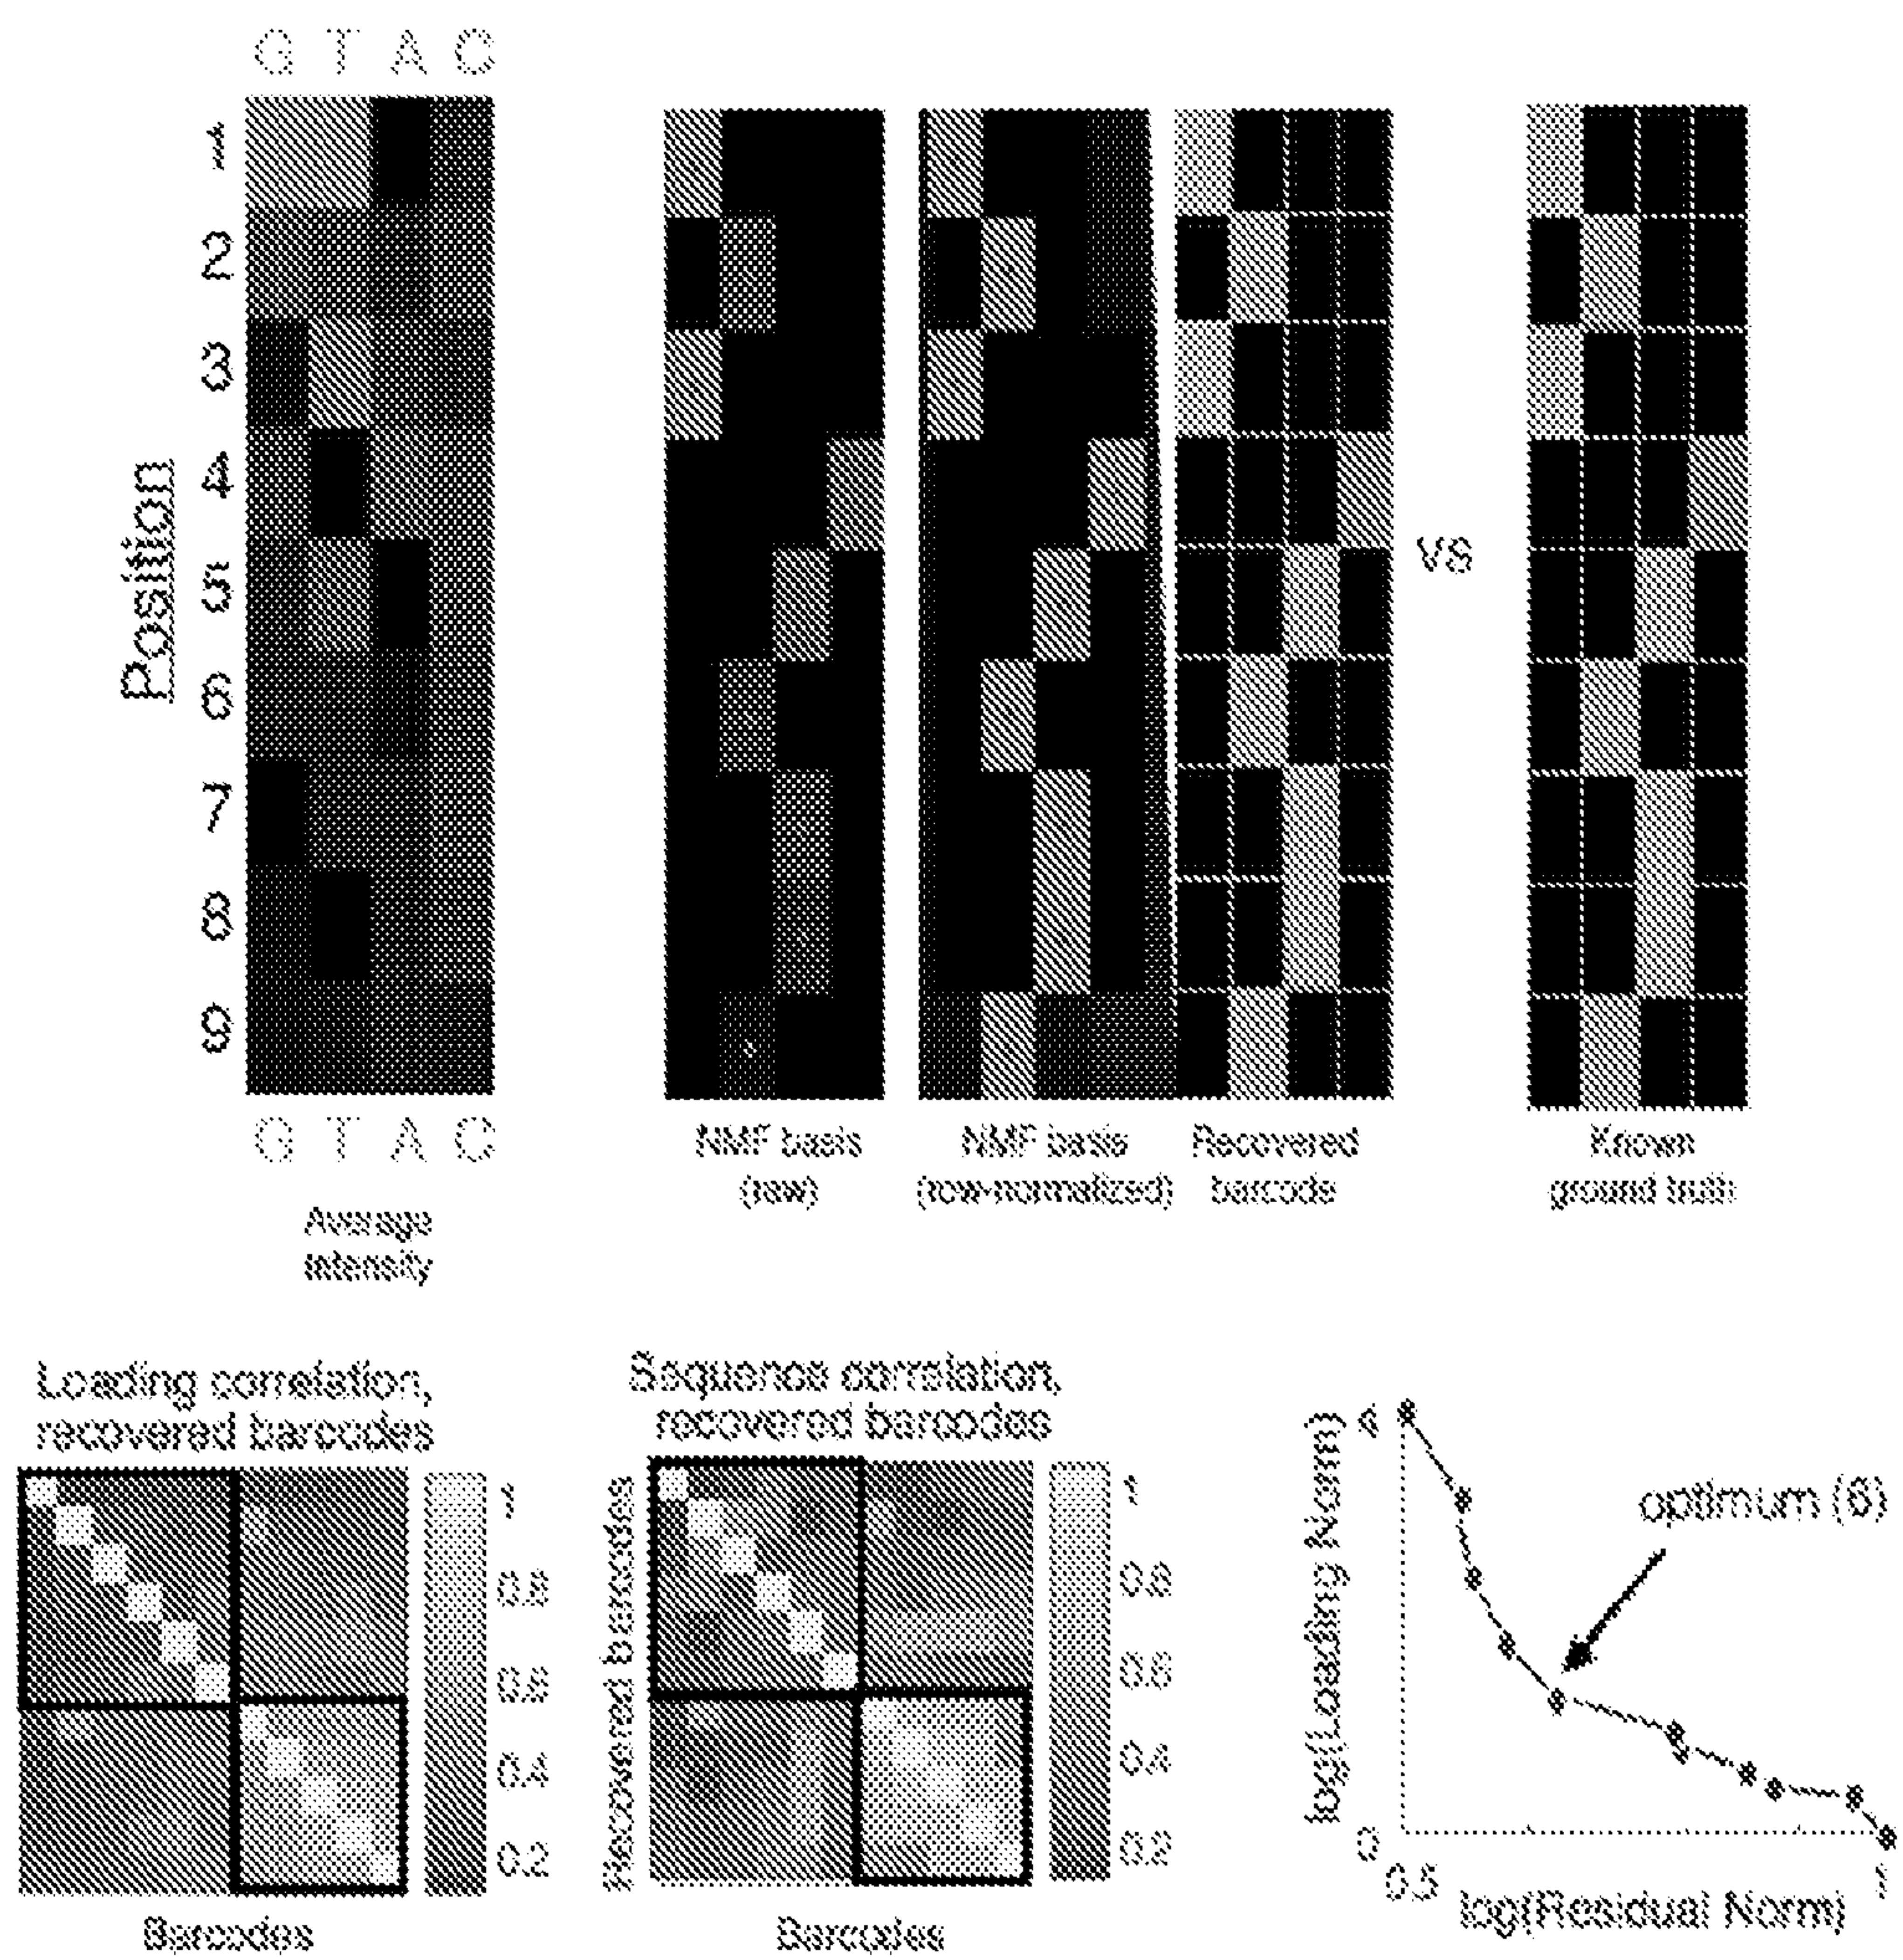 G T A C
1
2
3
4
5
6
7
8
9
Position
VS
G T A C
Average
intensity
NMF basis
(raw)
NMF basis
(row-normalized)
Recovered
barcode
Known
ground truth
Loading correlation,
recovered barcodes
1
0.8
0.6
0.4
0.2
Barcodes
Sequence correlation,
recovered barcodes
Recovered barcodes
1
0.8
0.6
0.4
0.2
Barcodes
log(Loading Norm)
4
0
optimum (6)
0.5
1
log(Residual Norm)